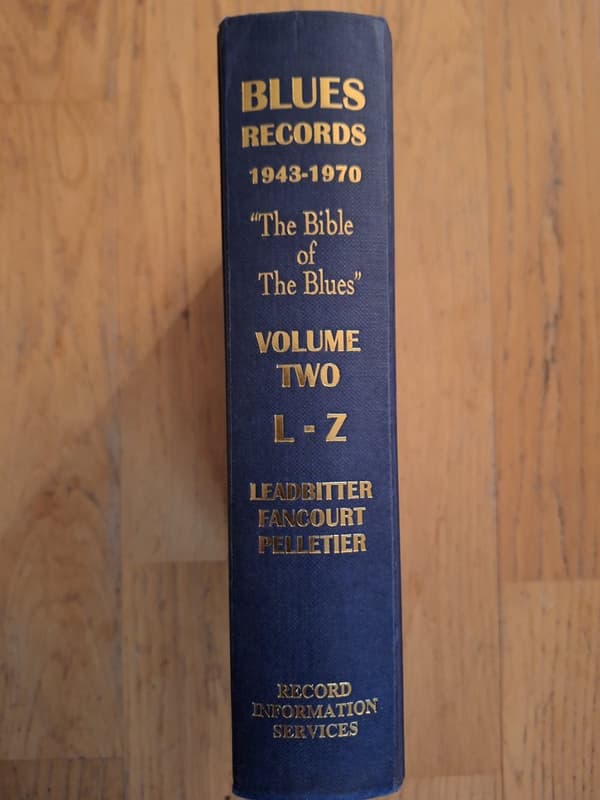 BLUES
RECORDS
1943-1970
“The Bible
of
The Blues”
VOLUME
TWO
L - Z
LEADBITTER
FANCOURT
PELLETIER
RECORD
INFORMATION
SERVICES